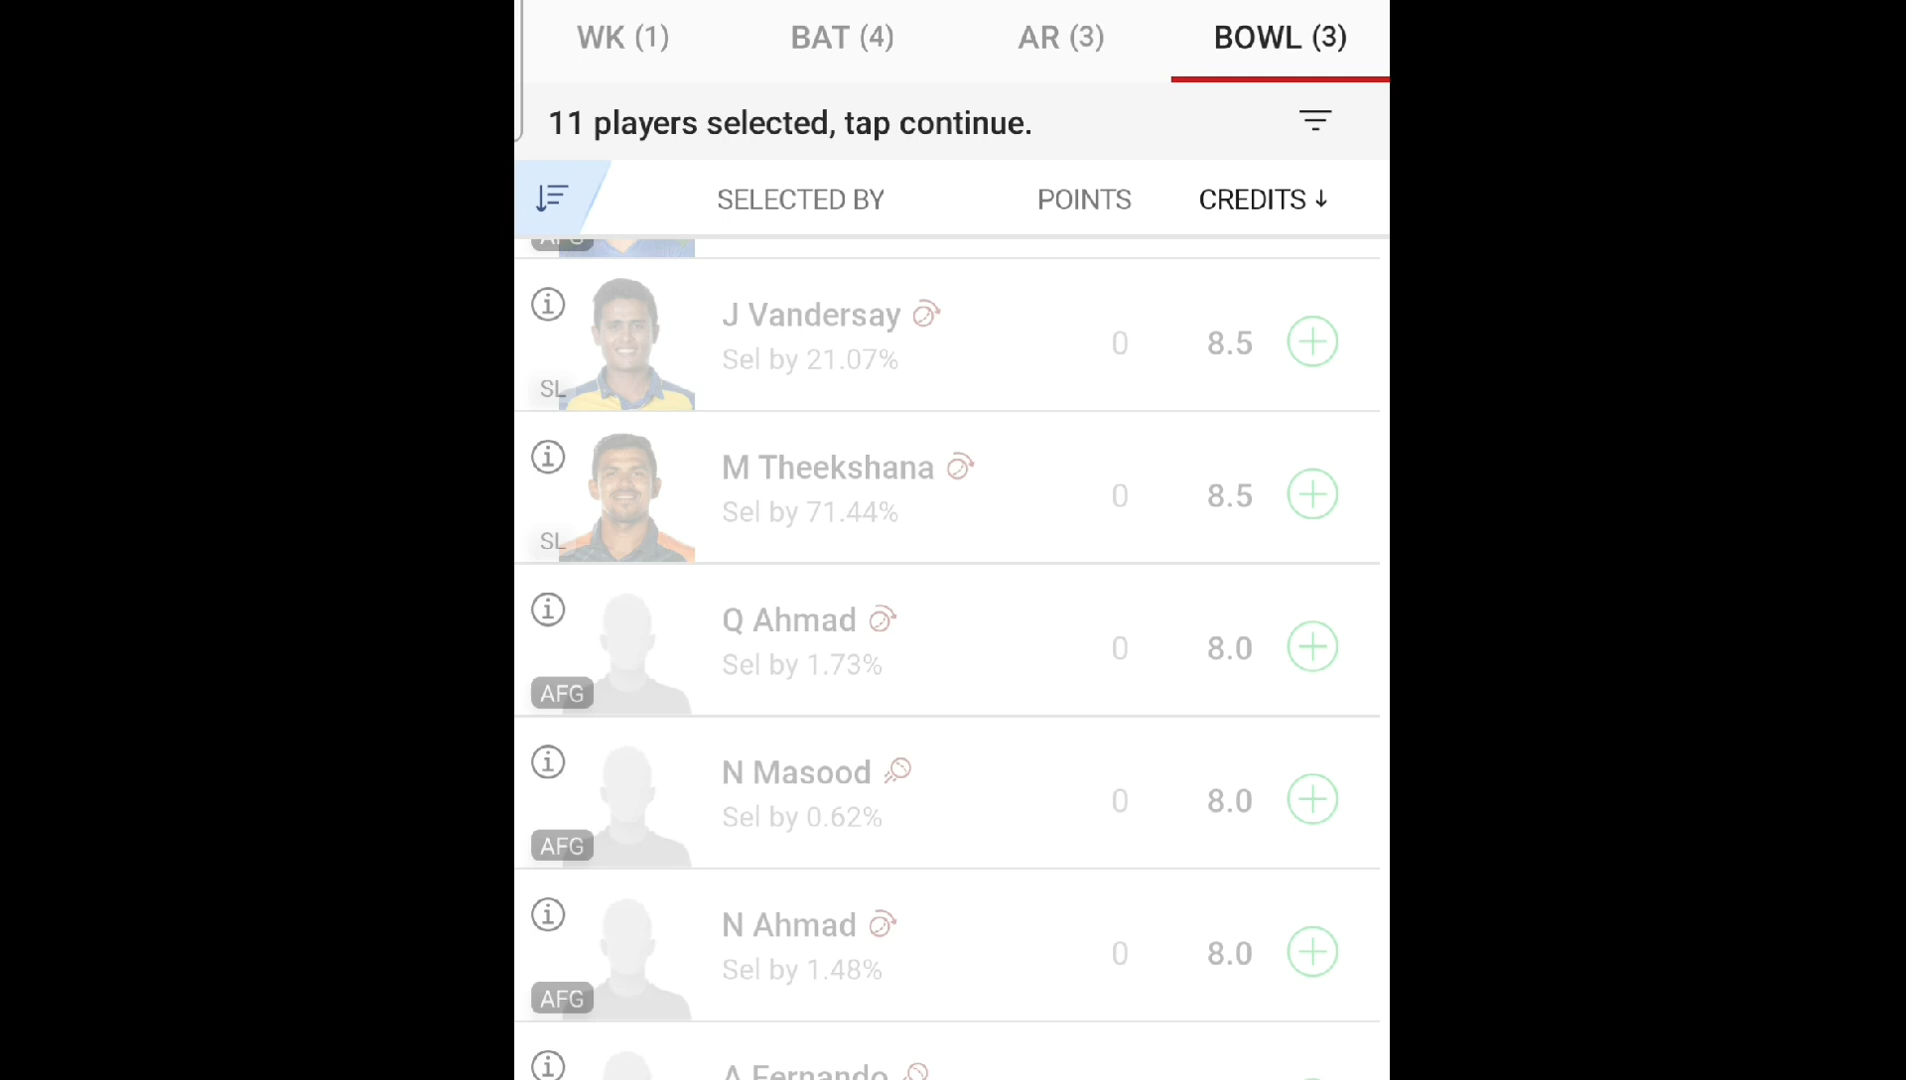 WK (1) BAT (4) AR (3) BOWL (3)
11 players selected, tap continue.
SELECTED BY POINTS CREDITS ↓
AFG
J Vandersay
Sel by 21.07% 0 8.5
SL
M Theekshana
Sel by 71.44% 0 8.5
SL
Q Ahmad
Sel by 1.73% 0 8.0
AFG
N Masood
Sel by 0.62% 0 8.0
AFG
N Ahmad
Sel by 1.48% 0 8.0
AFG
A Fernando